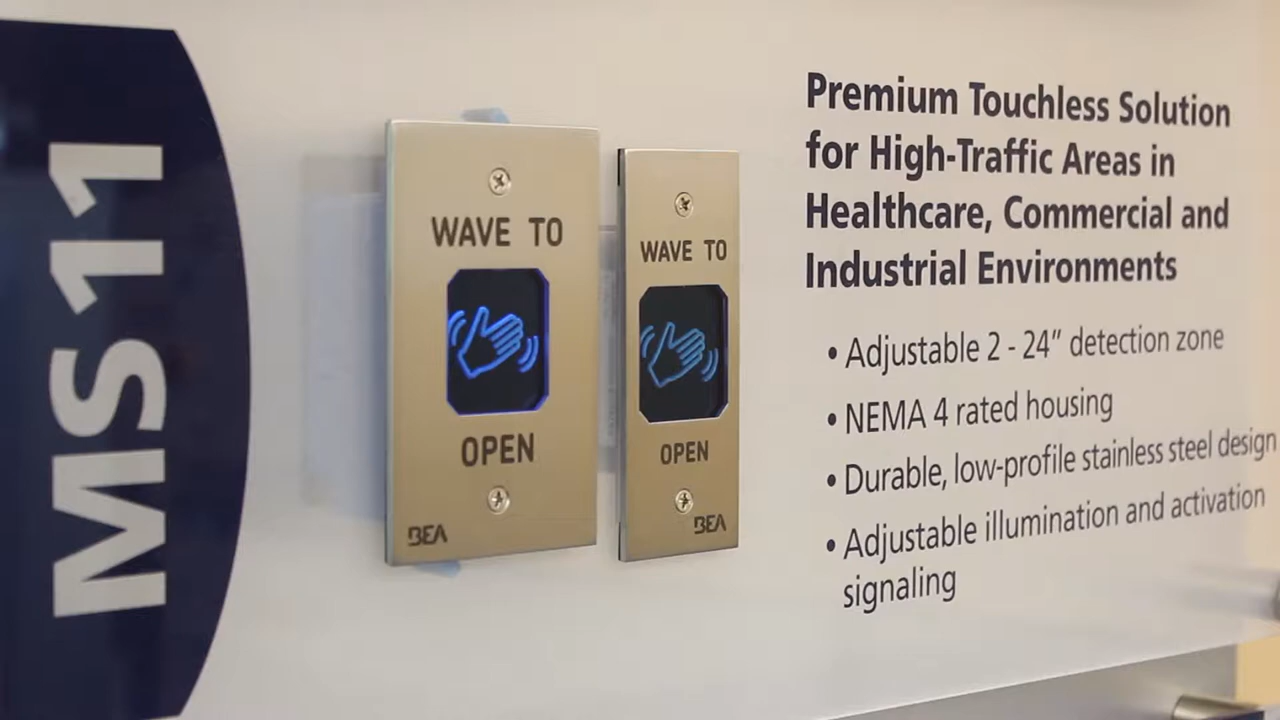 MS11
WAVE TO
OPEN
BEA
WAVE TO
OPEN
BEA
Premium Touchless Solution
for High-Traffic Areas in
Healthcare, Commercial and
Industrial Environments
• Adjustable 2 - 24" detection zone
• NEMA 4 rated housing
• Durable, low-profile stainless steel design
• Adjustable illumination and activation
signaling